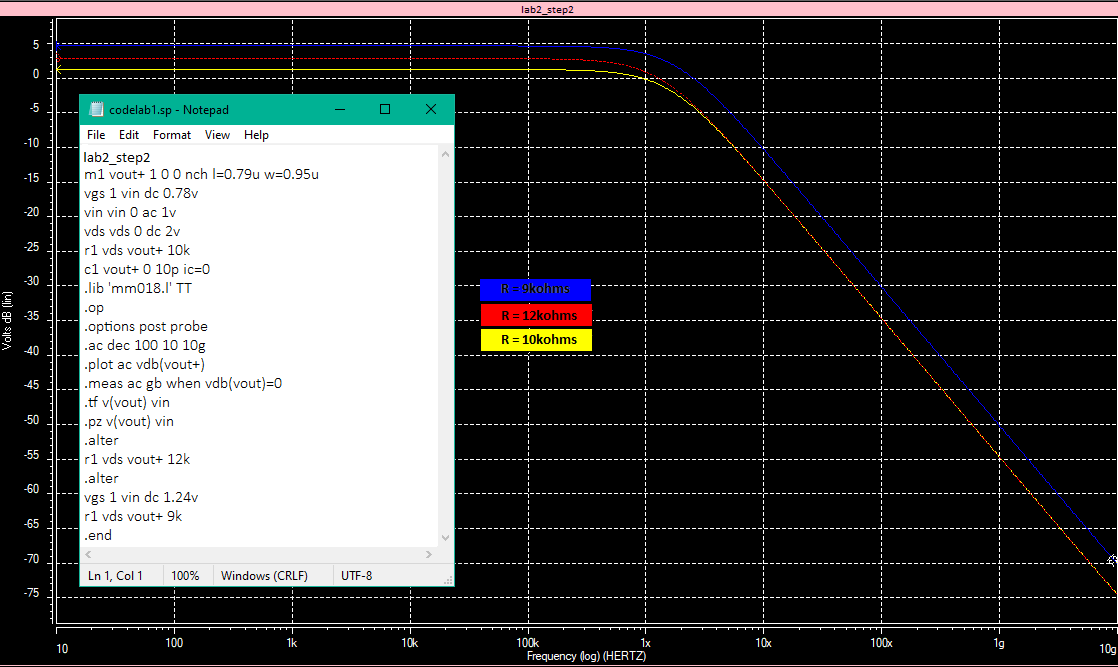 lab2_step2
5
0
-5
-10
-15
-20
-25
-30
-35
-40
-45
-50
-55
-60
-65
-70
-75
Volts dB (lin)
codelab1.sp - Notepad
File Edit Format View Help
lab2_step2
m1 vout+ 1 0 0 nch l=0.79u w=0.95u
vgs 1 vin dc 0.78v
vin vin 0 ac 1v
vds vds 0 dc 2v
r1 vds vout+ 10k
c1 vout+ 0 10p ic=0
.lib 'mm018.l' TT
.op
.options post probe
.ac dec 100 10 10g
.plot ac vdb(vout+)
.meas ac gb when vdb(vout)=0
.tf v(vout) vin
.pz v(vout) vin
.alter
r1 vds vout+ 12k
.alter
vgs 1 vin dc 1.24v
r1 vds vout+ 9k
.end
Ln 1, Col 1 100% Windows (CRLF) UTF-8
R = 9kohms
R = 12kohms
R = 10kohms
10 100 1k 10k 100k 1x 10x 100x 1g 10g
Frequency (log) (HERTZ)